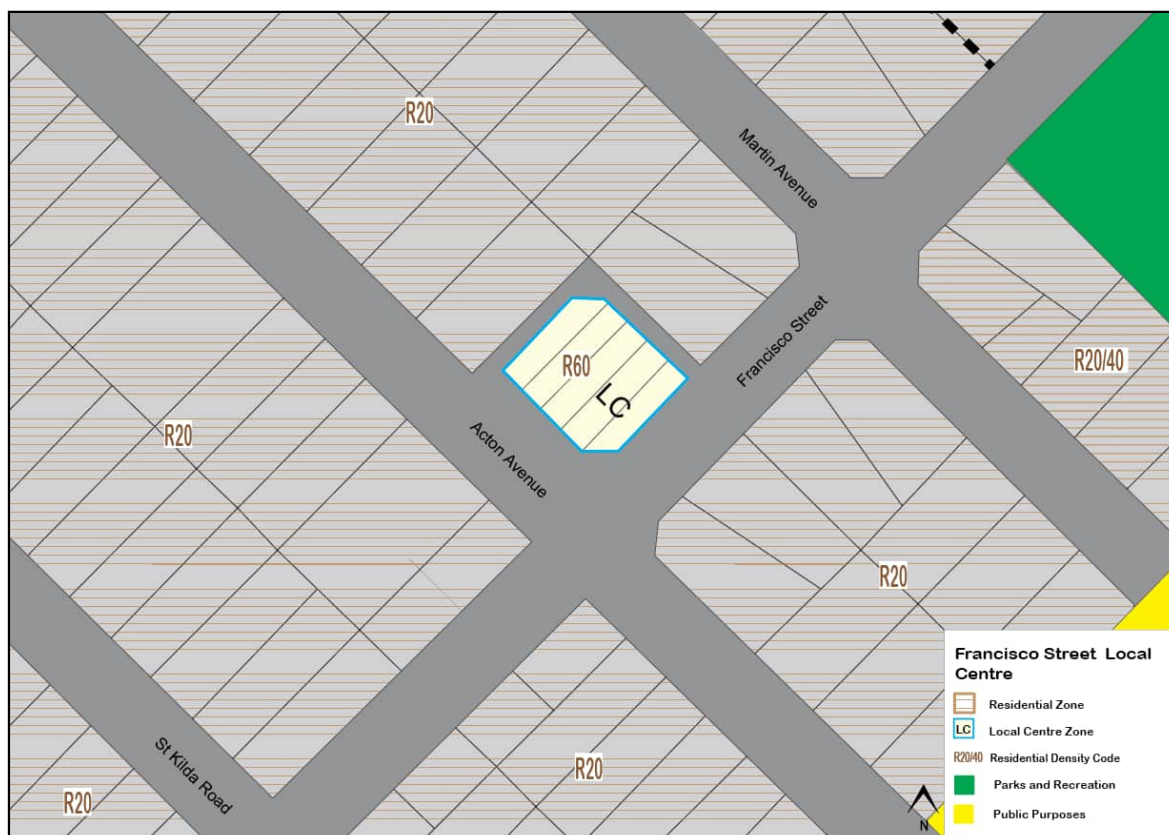 R20
Martin Avenue
Francisco Street
R60
LC
R20/40
R20
Acton Avenue
R20
St Kilda Road
R20
R20
Francisco Street Local
Centre
Residential Zone
LC Local Centre Zone
R20/40 Residential Density Code
Parks and Recreation
Public Purposes
N